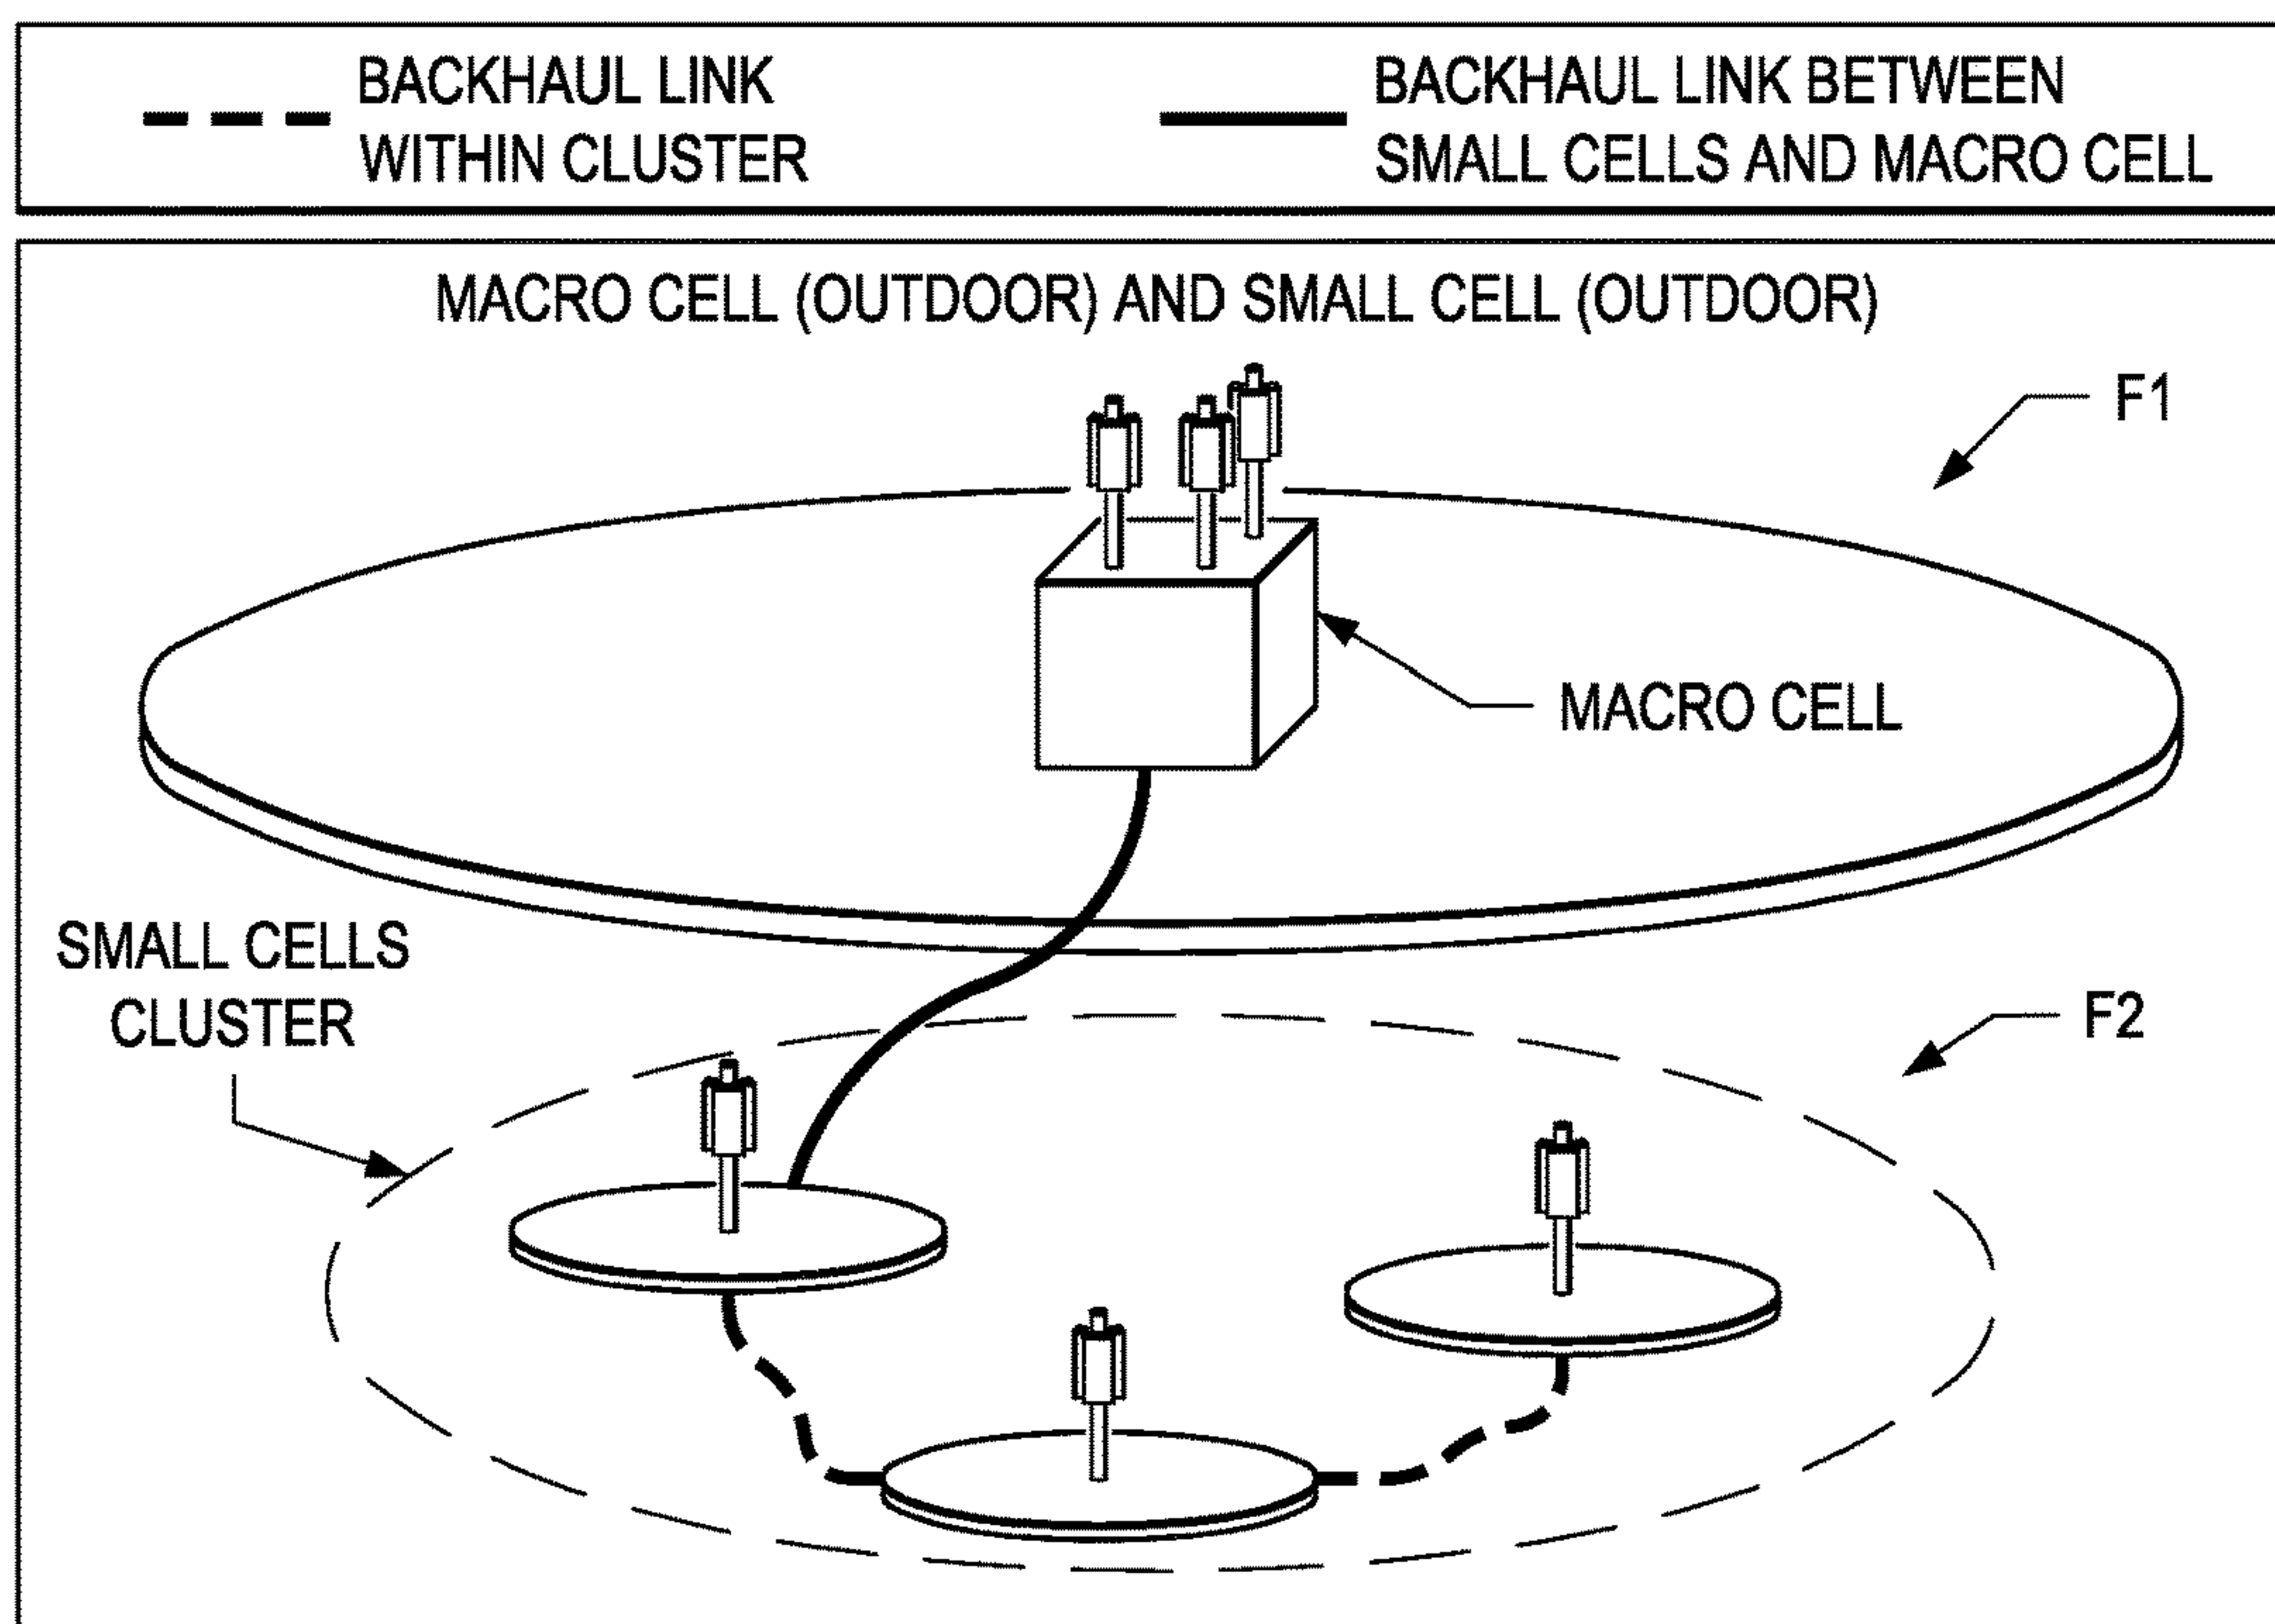 BACKHAUL LINK
WITHIN CLUSTER
BACKHAUL LINK BETWEEN
SMALL CELLS AND MACRO CELL
MACRO CELL (OUTDOOR) AND SMALL CELL (OUTDOOR)
F1
MACRO CELL
SMALL CELLS
CLUSTER
F2